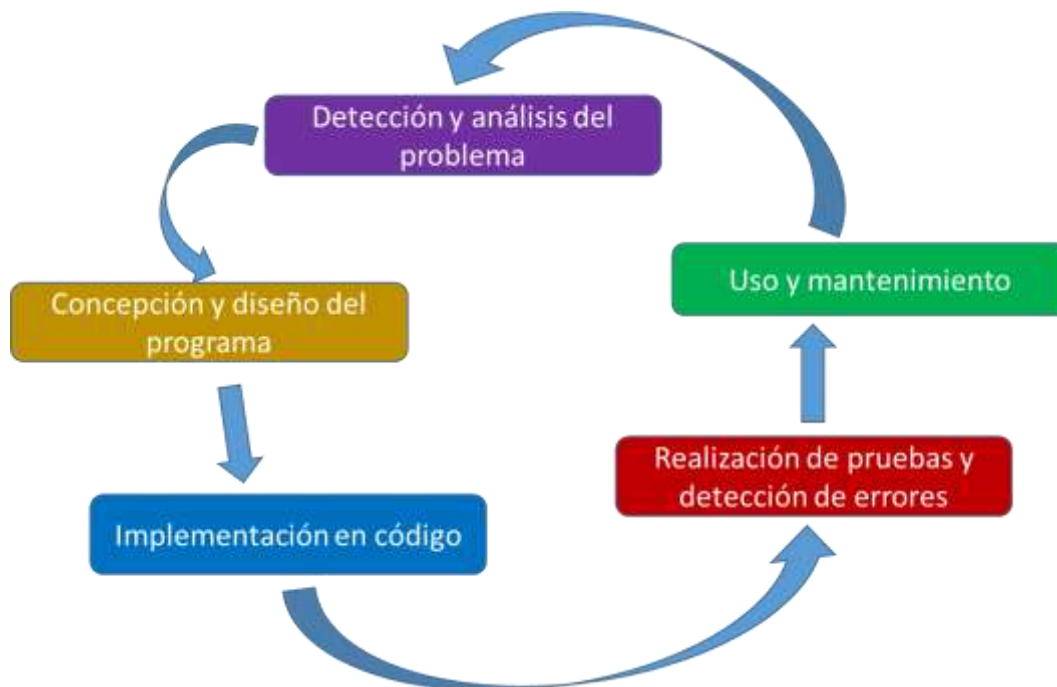 Detección y análisis del
problema
Concepción y diseño del
programa
Uso y mantenimiento
Realización de pruebas y
detección de errores
Implementación en código